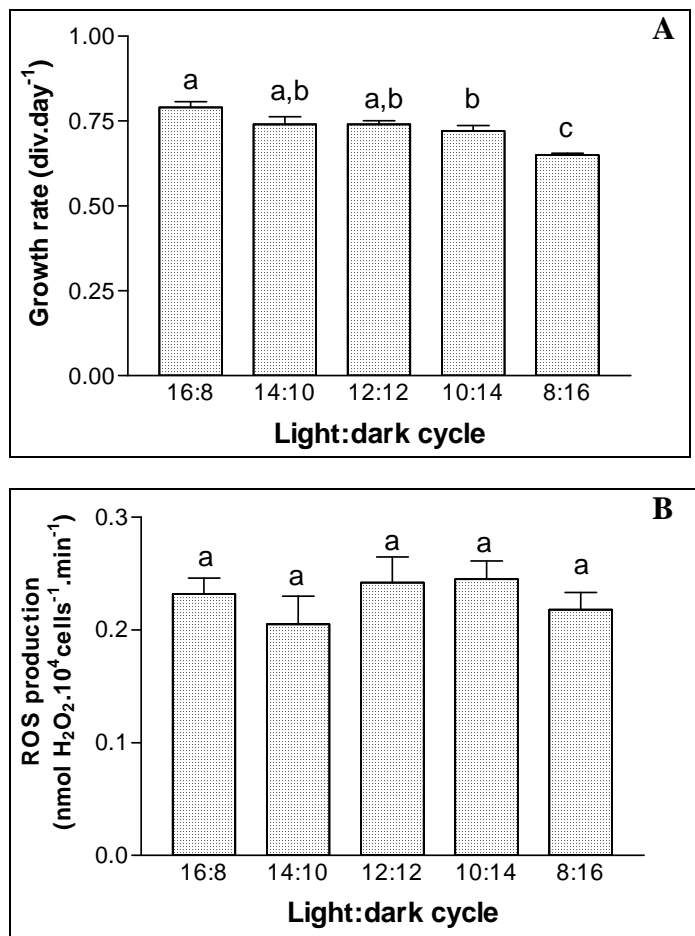 A
Growth rate (div.day⁻¹)
1.00
0.75
0.50
0.25
0.00
a
a,b
a,b
b
c
16:8
14:10
12:12
10:14
8:16
Light:dark cycle
B
ROS production
(nmol H₂O₂.10⁴cells⁻¹.min⁻¹)
0.3
0.2
0.1
0.0
a
a
a
a
a
16:8
14:10
12:12
10:14
8:16
Light:dark cycle